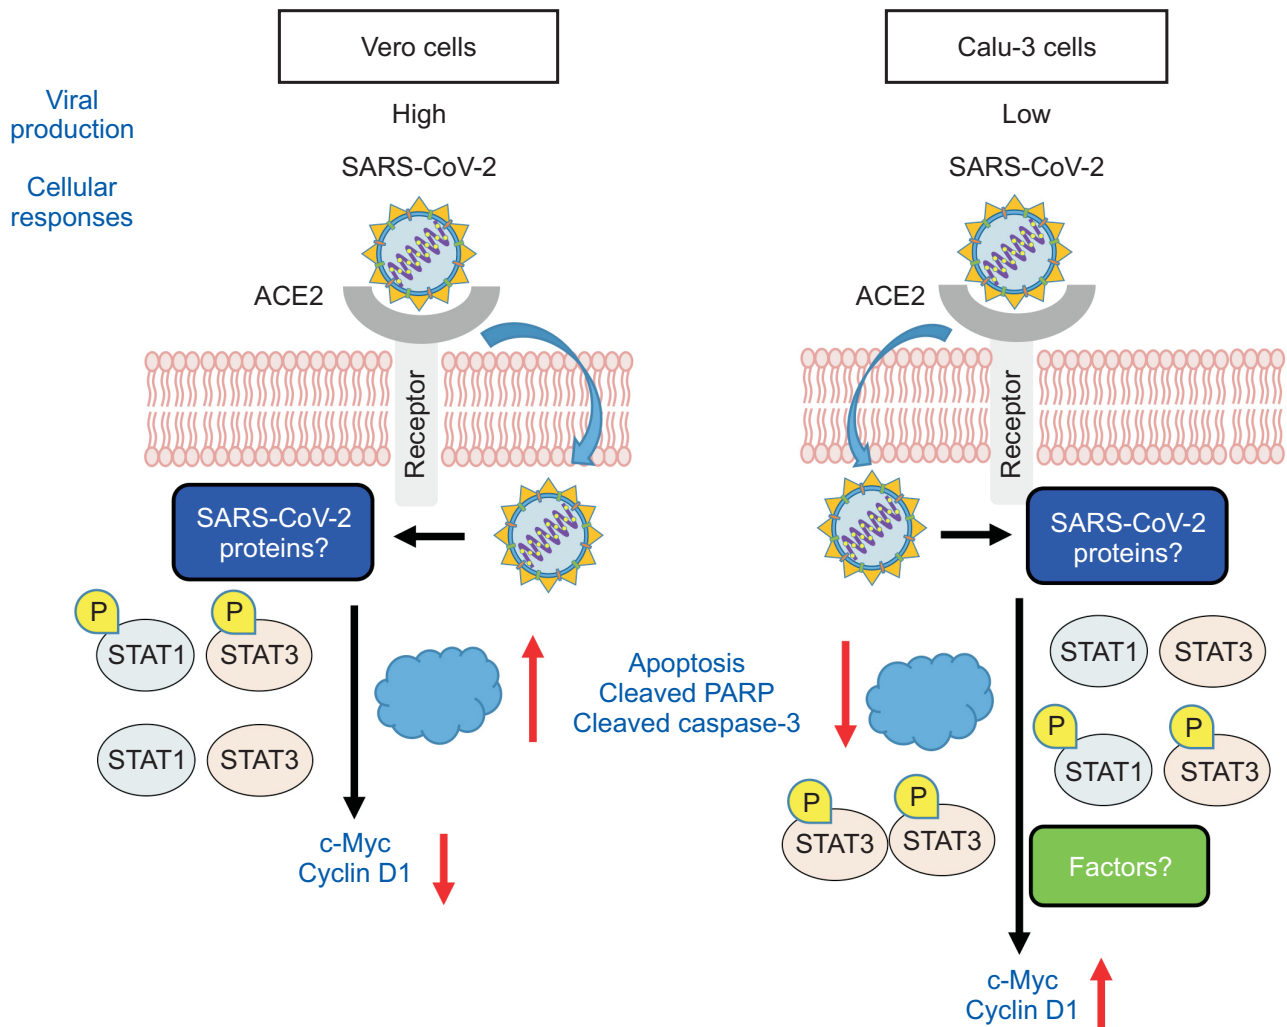 Vero cells
Calu-3 cells
Viral
production
High
Low
Cellular
responses
SARS-CoV-2
SARS-CoV-2
ACE2
ACE2
Receptor
Receptor
SARS-CoV-2
proteins?
SARS-CoV-2
proteins?
P
STAT1
P
STAT3
STAT1
STAT3
c-Myc
Cyclin D1
Apoptosis
Cleaved PARP
Cleaved caspase-3
STAT1
STAT3
P
STAT1
P
STAT3
P
STAT3
P
STAT3
Factors?
c-Myc
Cyclin D1